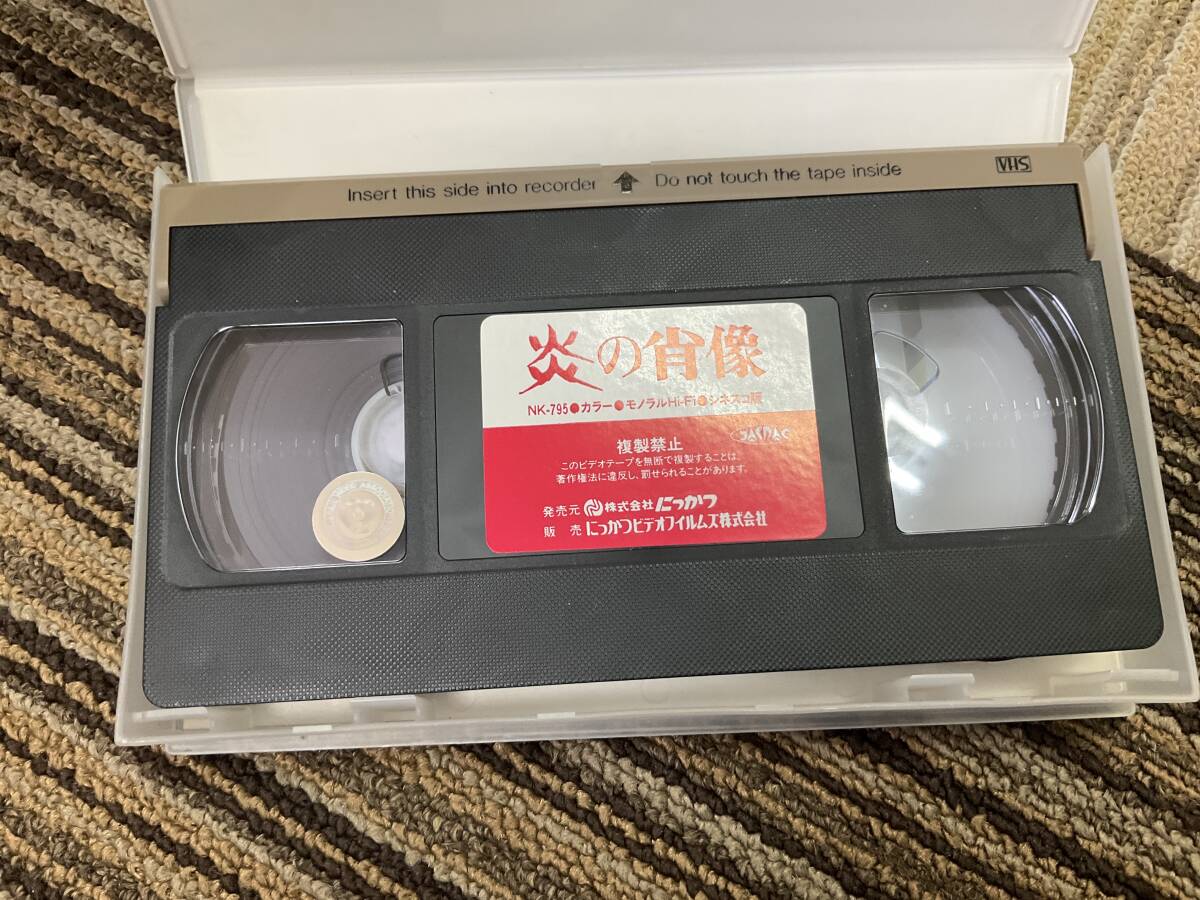 Insert this side into recorder Do not touch the tape inside
VHS
炎の肖像
NK-795●カラー●モノラルHi-Fi●シネスコ版
複製禁止
JASRAC
このビデオテープを無断で複製することは、
著作権法に違反し、罰せられることがあります。
発売元 株式会社にっかつ
販 売 にっかつビデオフイルムズ株式会社